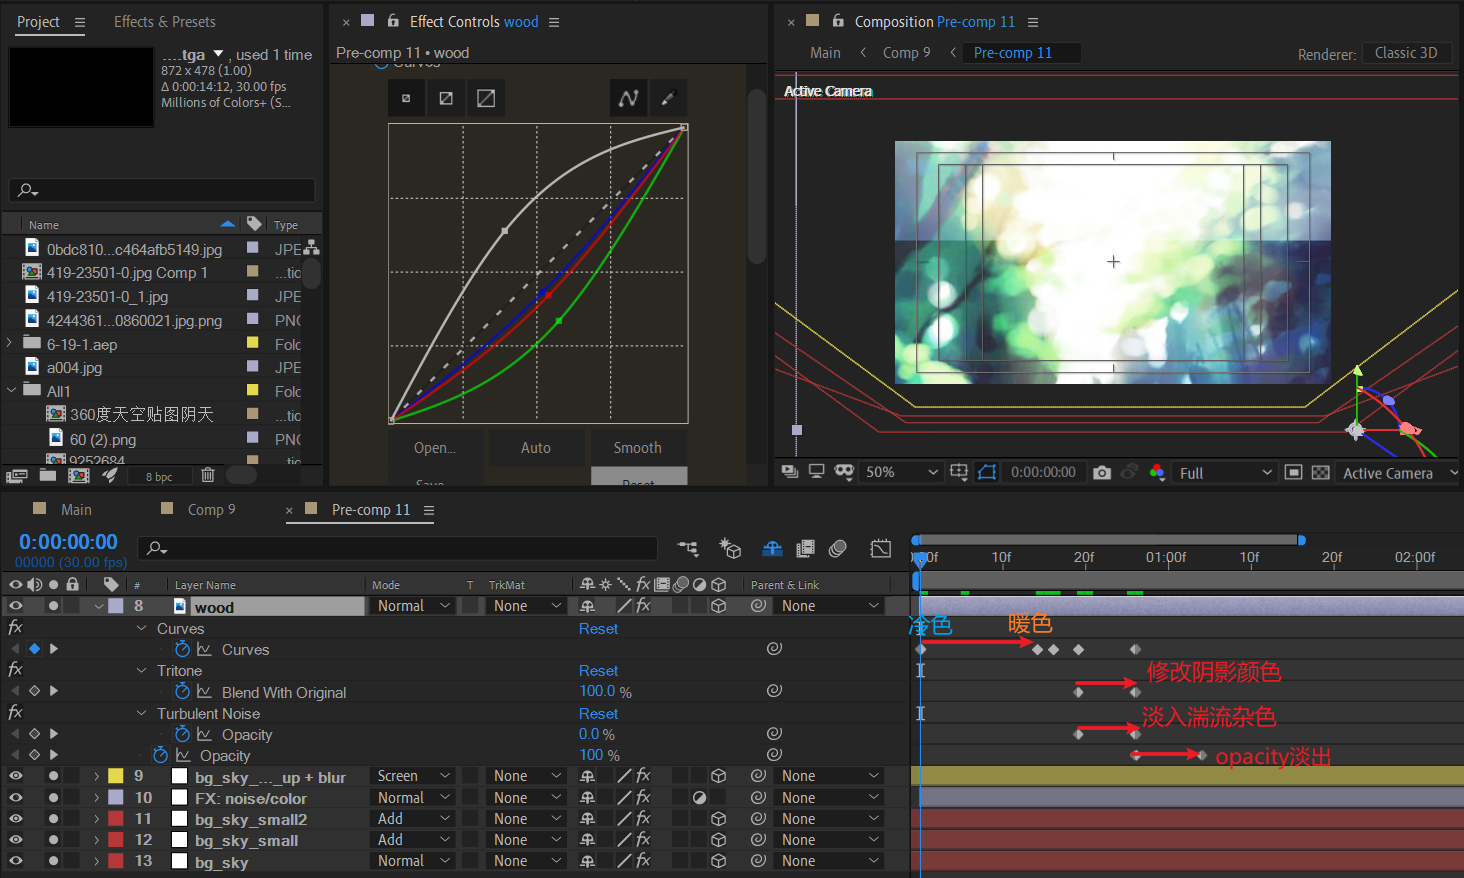 Project
Effects & Presets
....tga ▼ , used 1 time
872 x 478 (1.00)
Δ 0:00:14:12, 30.00 fps
Millions of Colors+ (S...
Name
Type
0bdc810...c464afb5149.jpg
JPE
419-23501-0.jpg Comp 1
...tic
419-23501-0_1.jpg
JPE
4244361...0860021.jpg.png
PNC
6-19-1.aep
Fold
a004.jpg
JPE
All1
Fold
360度天空贴图阴天
...tic
60 (2).png
PNC
9252684
...tic
8 bpc
Effect Controls wood
Pre-comp 11 • wood
Curves
Open...
Auto
Smooth
Save...
Reset
Composition Pre-comp 11
Main
Comp 9
Pre-comp 11
Renderer:
Classic 3D
Active Camera
50%
0:00:00:00
Full
Active Camera
Main
Comp 9
Pre-comp 11
0:00:00:00
00000 (30.00 fps)
:00f
10f
20f
01:00f
10f
20f
02:00f
#
Layer Name
Mode
T
TrkMat
Parent & Link
8
wood
Normal
None
None
冷色
暖色
fx
Curves
Reset
Curves
fx
Tritone
Reset
修改阴影颜色
Blend With Original
100.0 %
fx
Turbulent Noise
Reset
淡入湍流杂色
Opacity
0.0 %
Opacity
100 %
opacity淡出
9
bg_sky_..._up + blur
Screen
None
None
10
FX: noise/color
Normal
None
None
11
bg_sky_small2
Add
None
None
12
bg_sky_small
Add
None
None
13
bg_sky
Normal
None
None